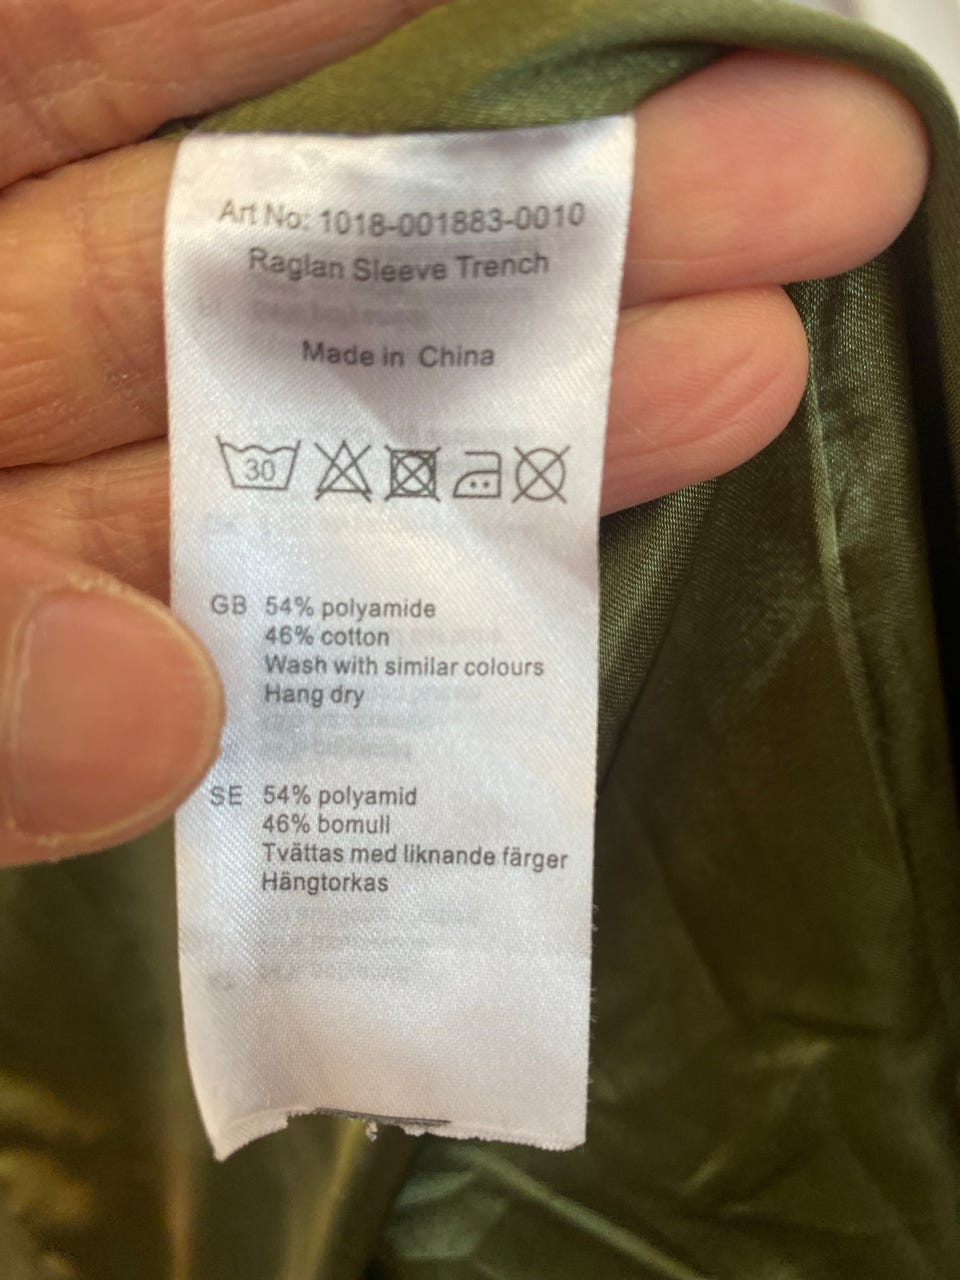 Art No: 1018-001883-0010
Raglan Sleeve Trench
Made in China
30
GB 54% polyamide
46% cotton
Wash with similar colours
Hang dry
SE 54% polyamid
46% bomull
Tvättas med liknande färger
Hängtorkas